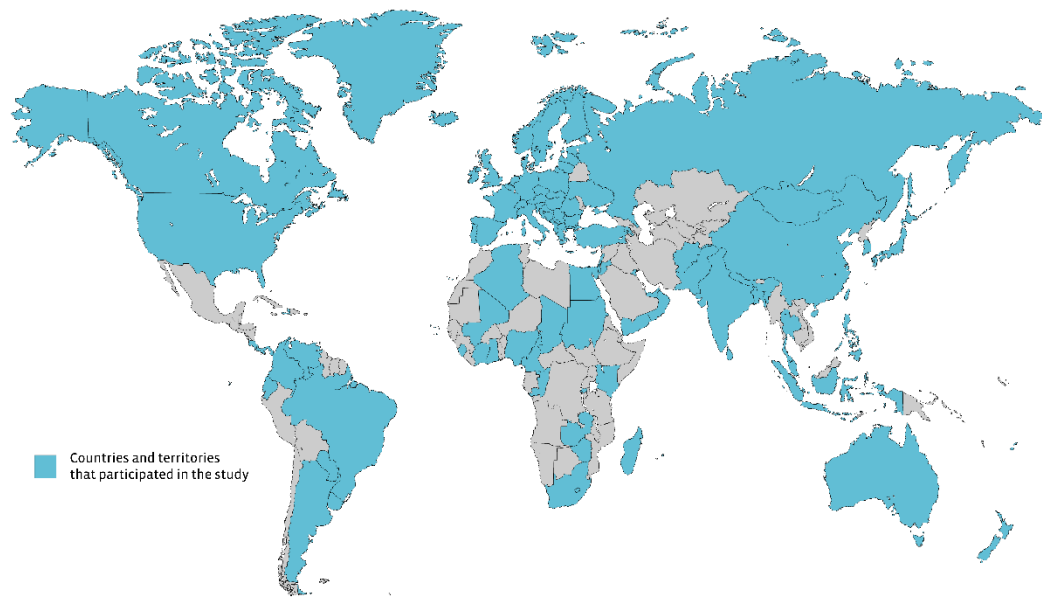 Countries and territories
that participated in the study